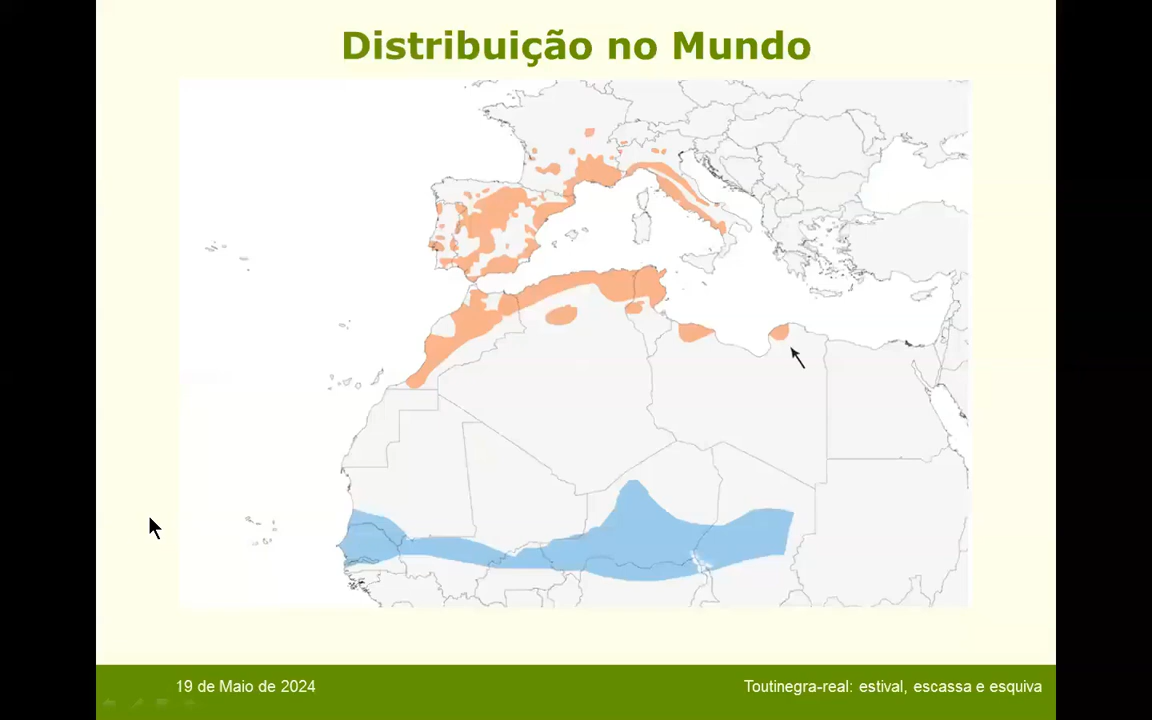 Distribuição no Mundo
19 de Maio de 2024
Toutinegra-real: estival, escassa e esquiva